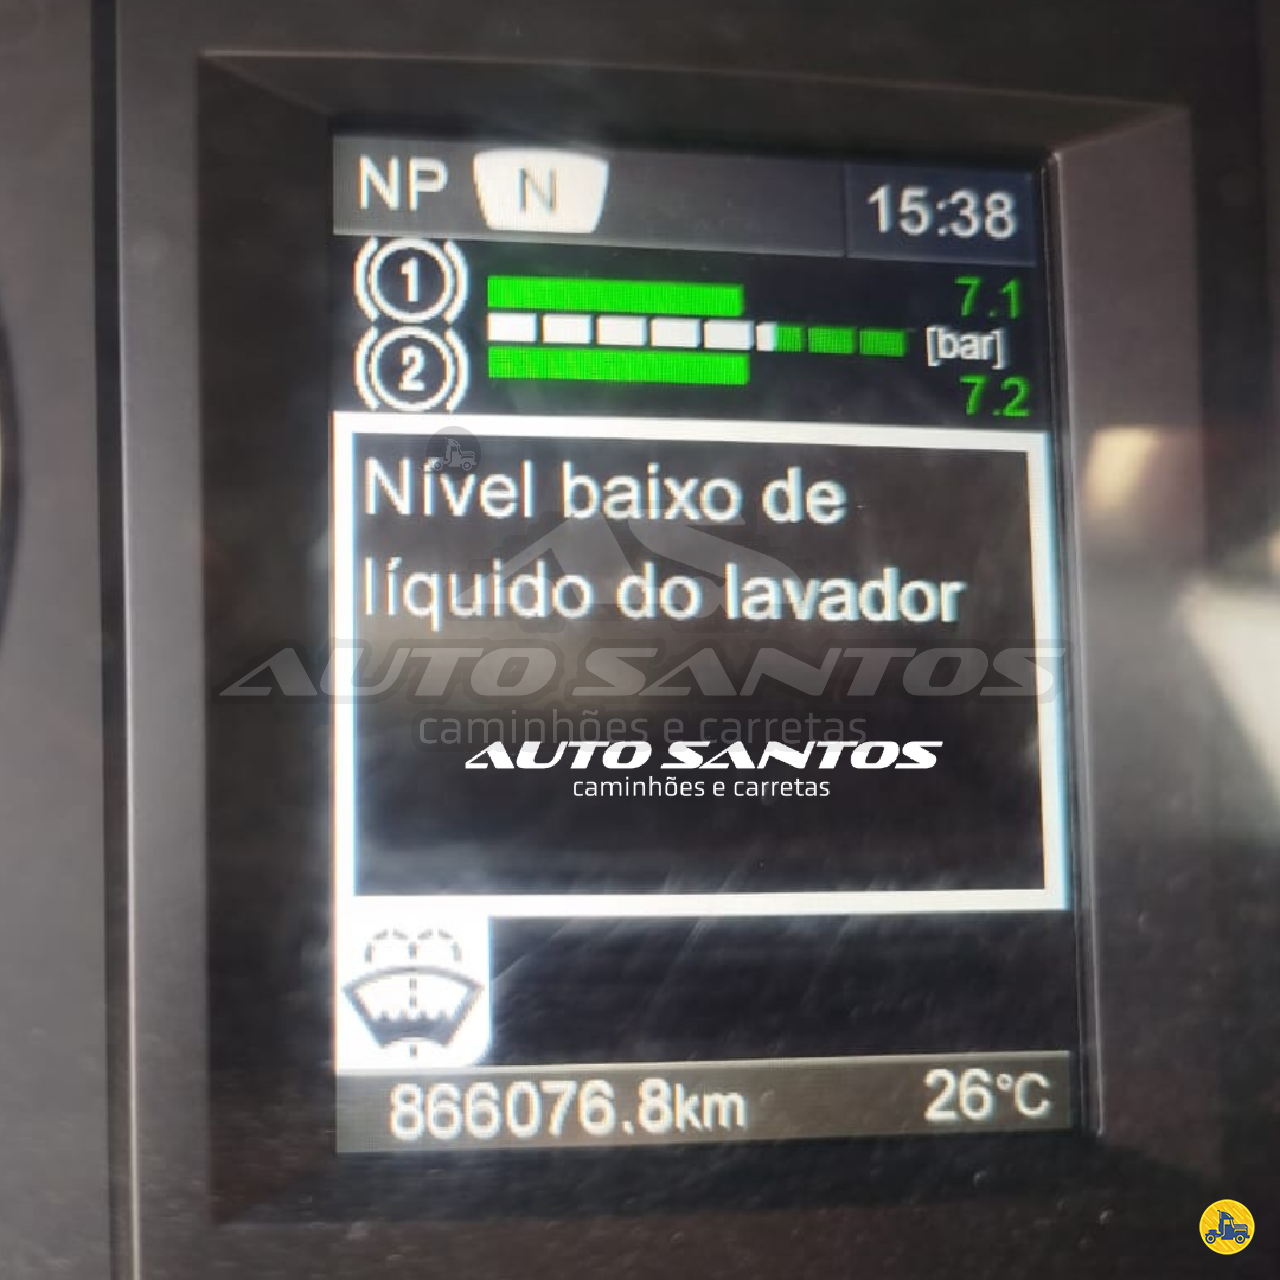 NP N 15:38
1 7.1
[bar]
2 7.2
Nível baixo de
líquido do lavador
AUTO SANTOS
caminhões e carretas
AUTO SANTOS
caminhões e carretas
866076.8km 26°C